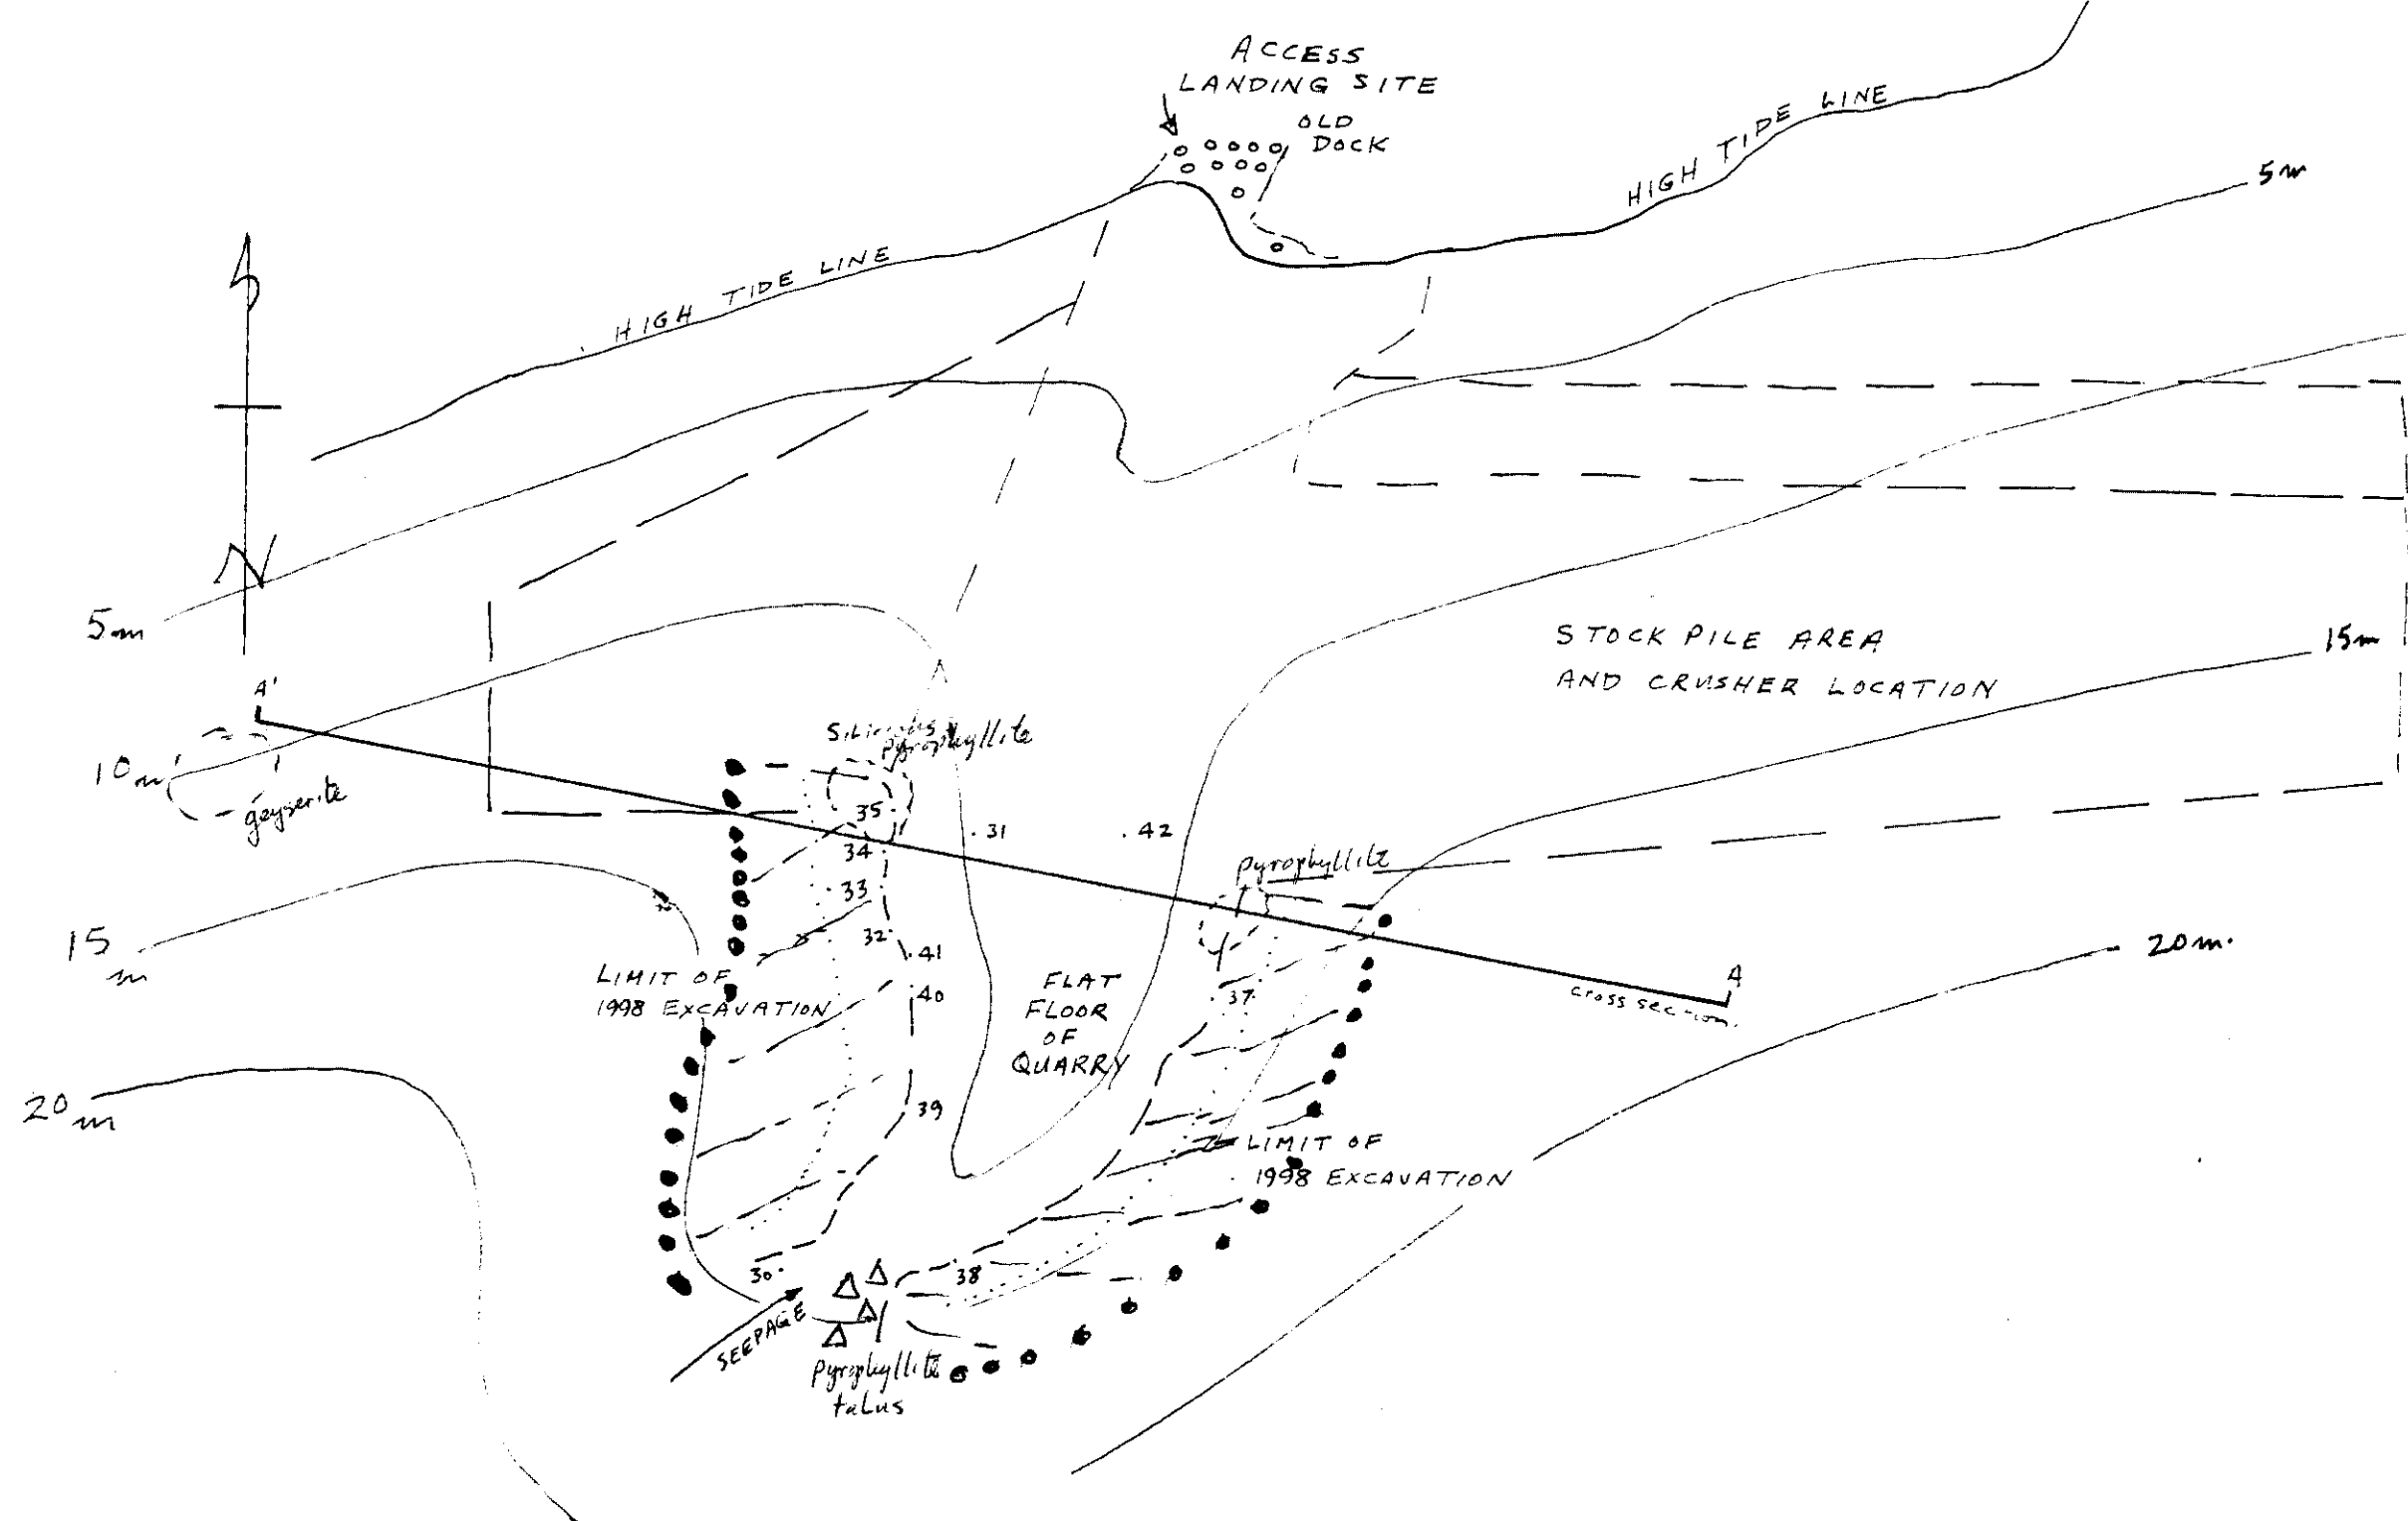 ACCESS
LANDING SITE
OLD
DOCK
HIGH TIDE LINE
HIGH TIDE LINE
5m
N
5m
STOCK PILE AREA
AND CRUSHER LOCATION
15m
A'
10m
geyserite
pyrophyllite
35
34
33
32
31
42
pyrophyllite
41
40
39
37
15
m
LIMIT OF
1998 EXCAVATION
FLAT
FLOOR
OF
QUARRY
A
cross section
20m.
20
m
LIMIT OF
1998 EXCAVATION
30
38
SEEPAGE
pyrophyllite
talus